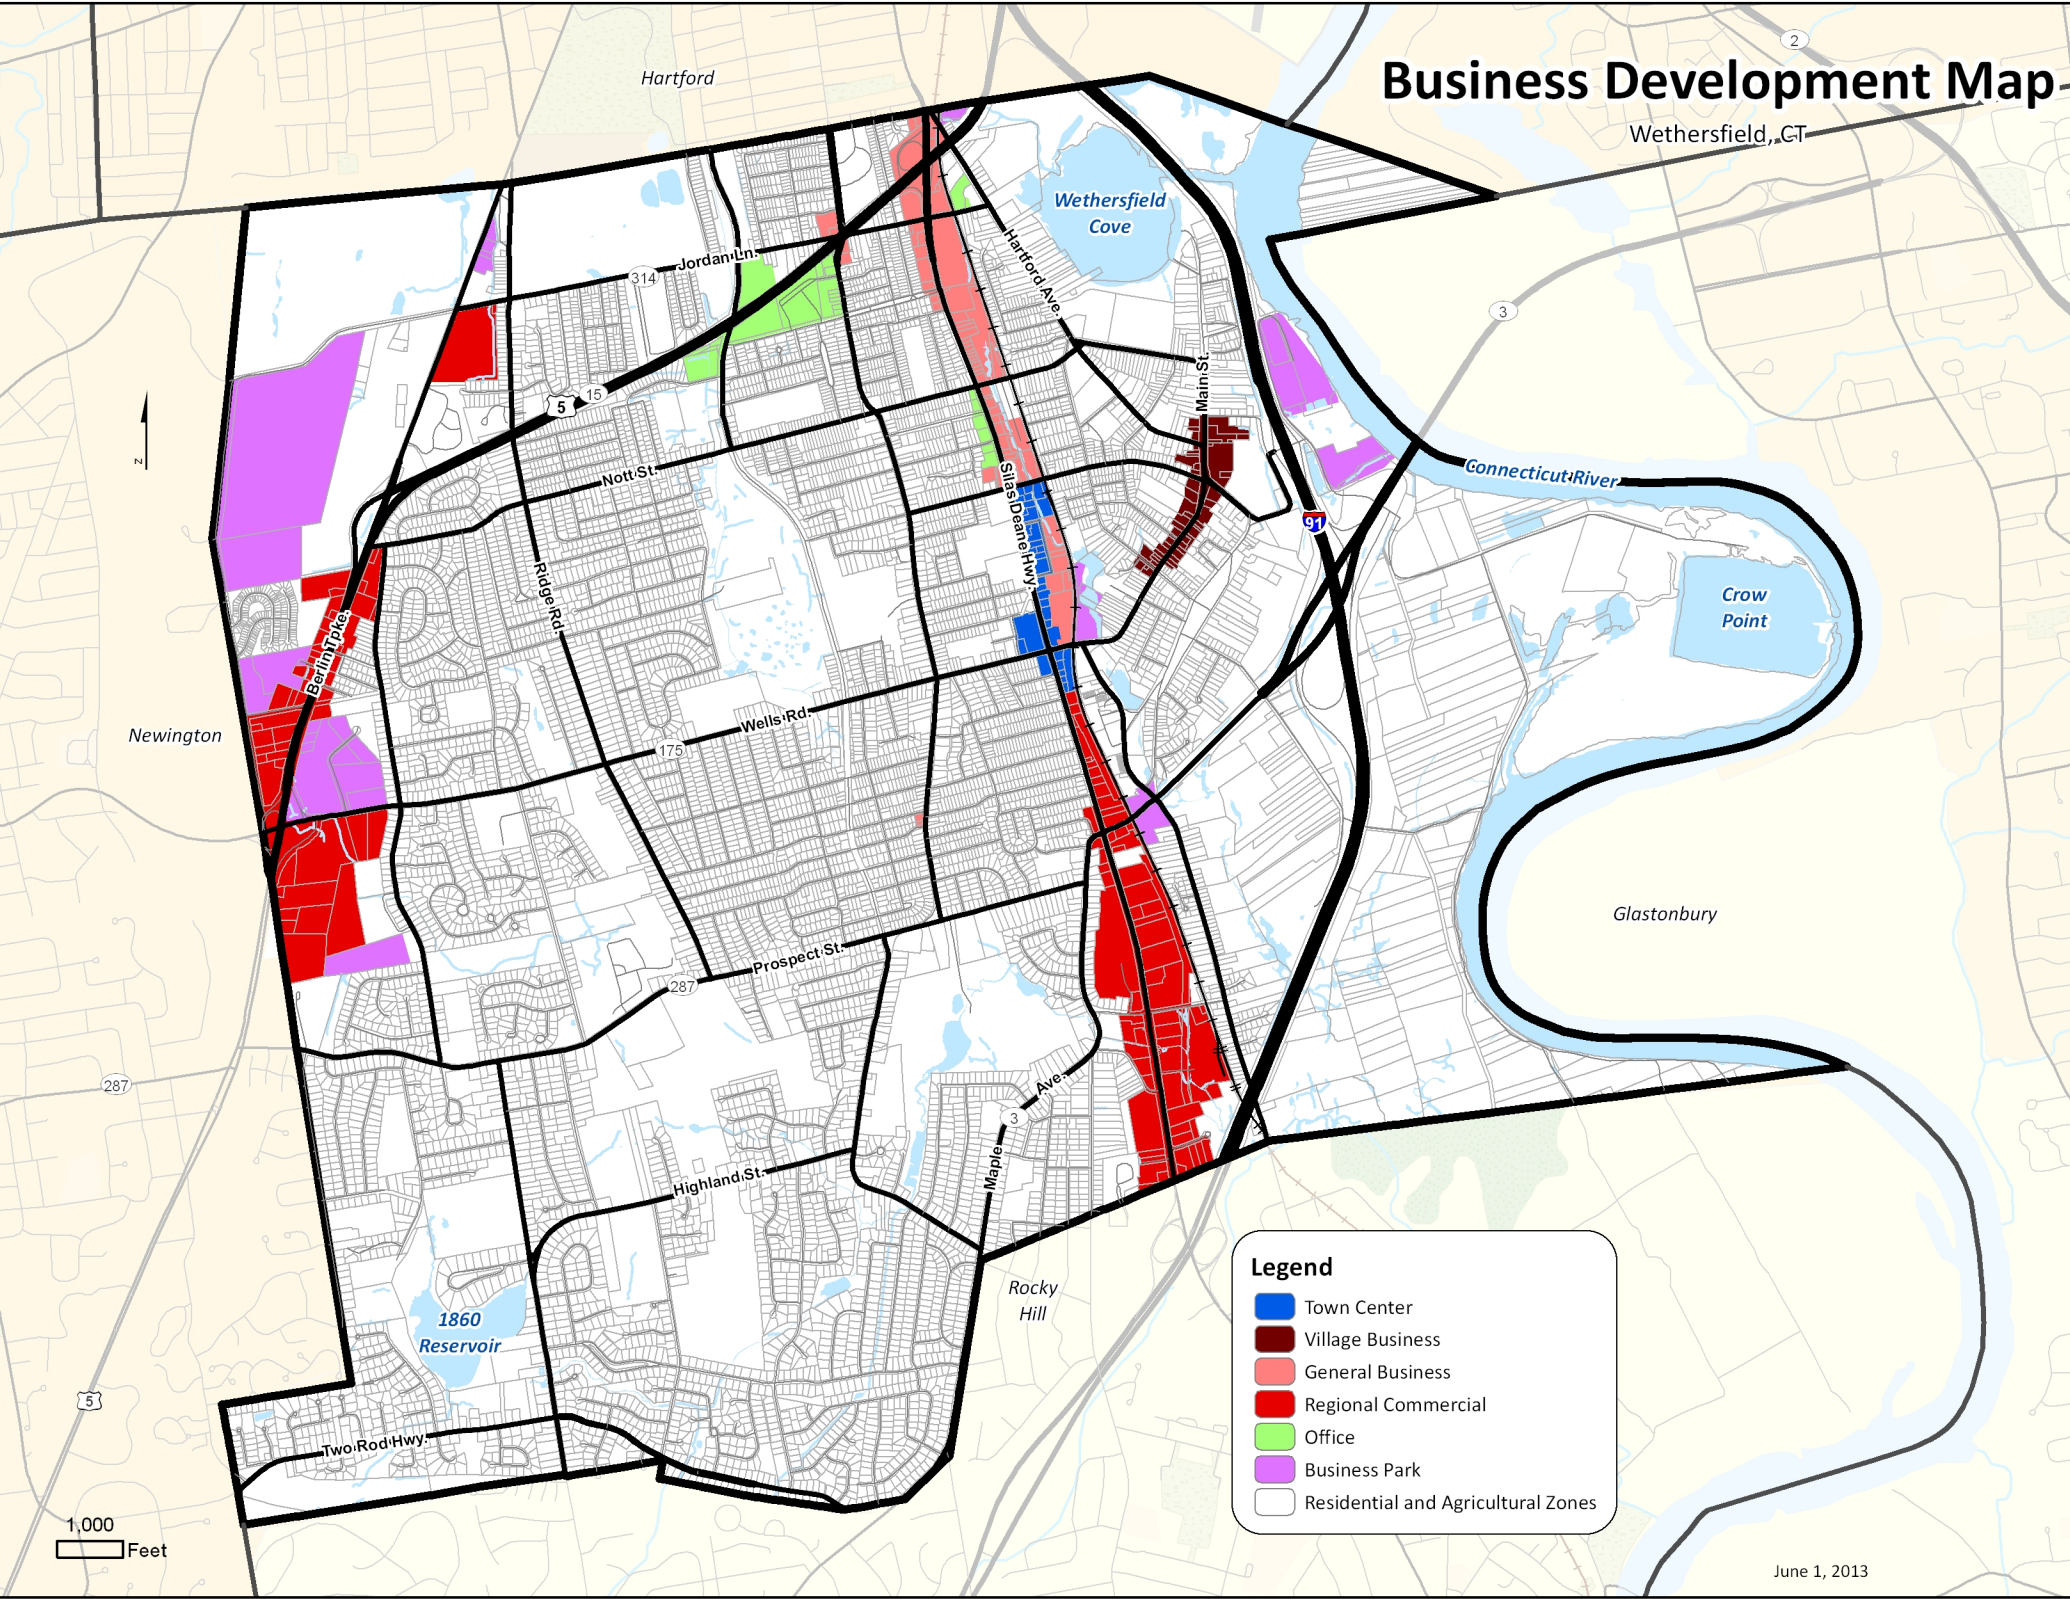 Business Development Map
Wethersfield, CT
2
Hartford
Wethersfield
Cove
Hartford Ave.
Jordan Ln.
314
3
Main St.
15
5
N
Nott St.
Silas Deane Hwy.
Connecticut River
91
Ridge Rd.
Crow
Point
Berlin Tpke.
Newington
Wells Rd.
175
Glastonbury
Prospect St.
287
287
Maple Ave.
3
Highland St.
Rocky
Hill
1860
Reservoir
5
Two Rod Hwy.
Legend
Town Center
Village Business
General Business
Regional Commercial
Office
Business Park
Residential and Agricultural Zones
1,000
Feet
June 1, 2013